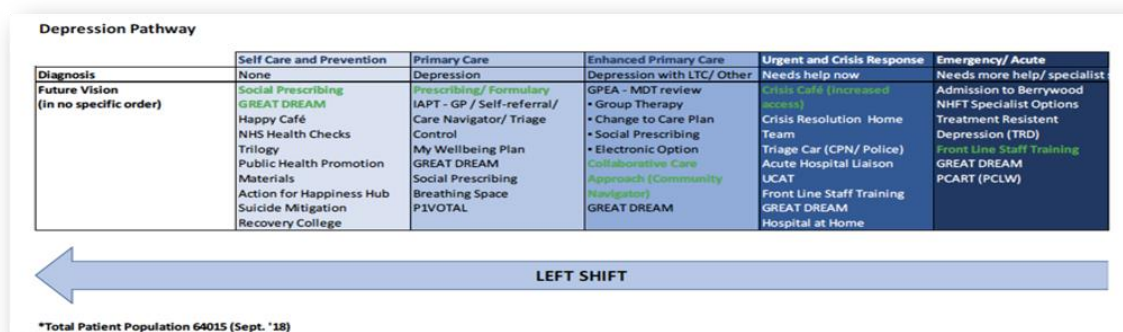 Depression Pathway
Self Care and Prevention Primary Care Enhanced Primary Care Urgent and Crisis Response Emergency/ Acute
Diagnosis None Depression Depression with LTC/ Other Needs help now Needs more help/ specialist
Future Vision
(in no specific order)
Social Prescribing
GREAT DREAM
Happy Café
NHS Health Checks
Trilogy
Public Health Promotion
Materials
Action for Happiness Hub
Suicide Mitigation
Recovery College
Prescribing/ Formulary
IAPT - GP / Self-referral/
Care Navigator/ Triage
Control
My Wellbeing Plan
GREAT DREAM
Social Prescribing
Breathing Space
P1VOTAL
GPEA - MDT review
• Group Therapy
• Change to Care Plan
• Social Prescribing
• Electronic Option
Collaborative Care
Approach (Community
Navigator)
GREAT DREAM
Crisis Café (increased
access)
Crisis Resolution Home
Team
Triage Car (CPN/ Police)
Acute Hospital Liaison
UCAT
Front Line Staff Training
GREAT DREAM
Hospital at Home
Admission to Berrywood
NHFT Specialist Options
Treatment Resistent
Depression (TRD)
Front Line Staff Training
GREAT DREAM
PCART (PCLW)
LEFT SHIFT
*Total Patient Population 64015 (Sept. '18)